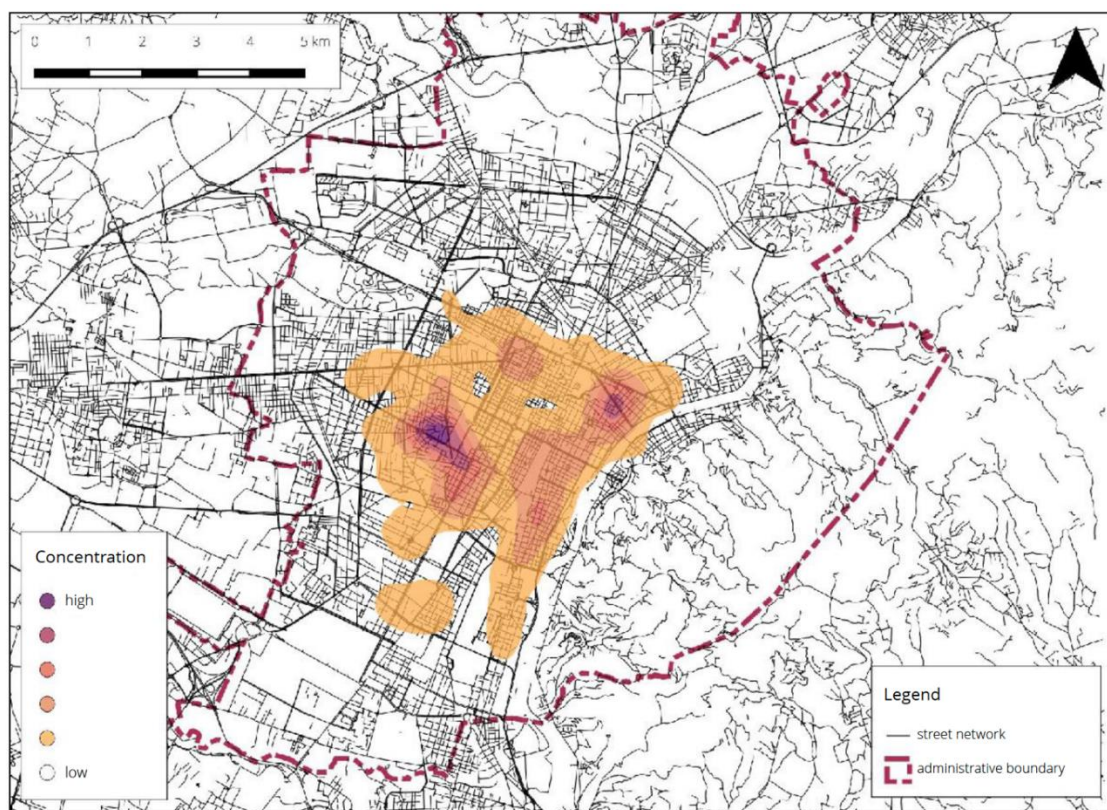 0 1 2 3 4 5 km
Concentration
high
low
Legend
street network
administrative boundary